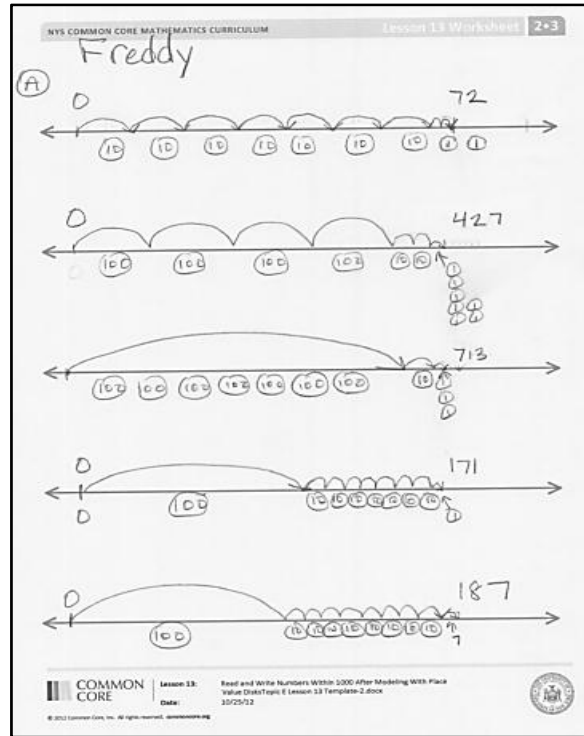 NYS COMMON CORE MATHEMATICS CURRICULUM Lesson 13 Worksheet 2•3
Freddy
A
0 72
10 10 10 10 10 10 10 1 1
0 427
100 100 100 100 10 10 1
1
1
1 1
1 1
713
100 100 100 100 100 100 100 10 1
1
1
0 171
0 100 10 10 10 10 10 10 10 1
0 187
100 10 10 10 10 10 10 10 10 7
COMMON CORE
Lesson 13: Read and Write Numbers Within 1000 After Modeling With Place
Value DisksTopic E Lesson 13 Template-2.docx
Date: 10/25/12
© 2012 Common Core, Inc. All rights reserved. commoncore.org